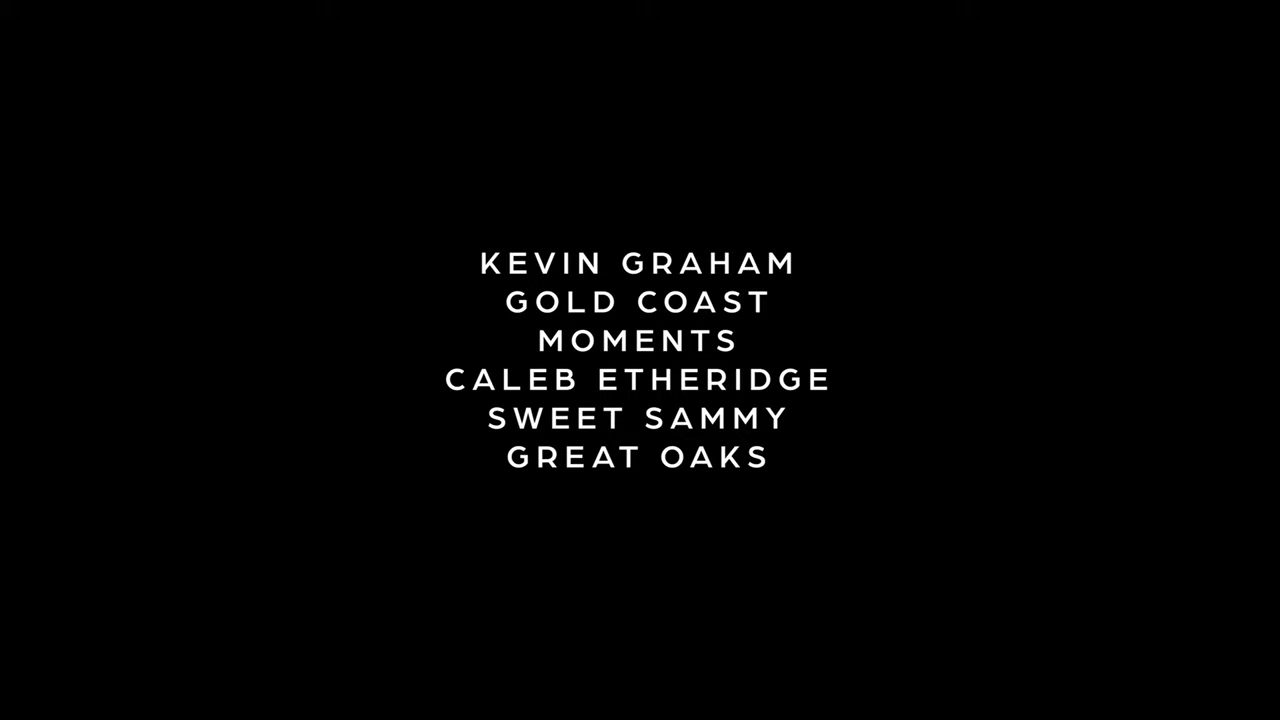 KEVIN GRAHAM
GOLD COAST
MOMENTS
CALEB ETHERIDGE
SWEET SAMMY
GREAT OAKS